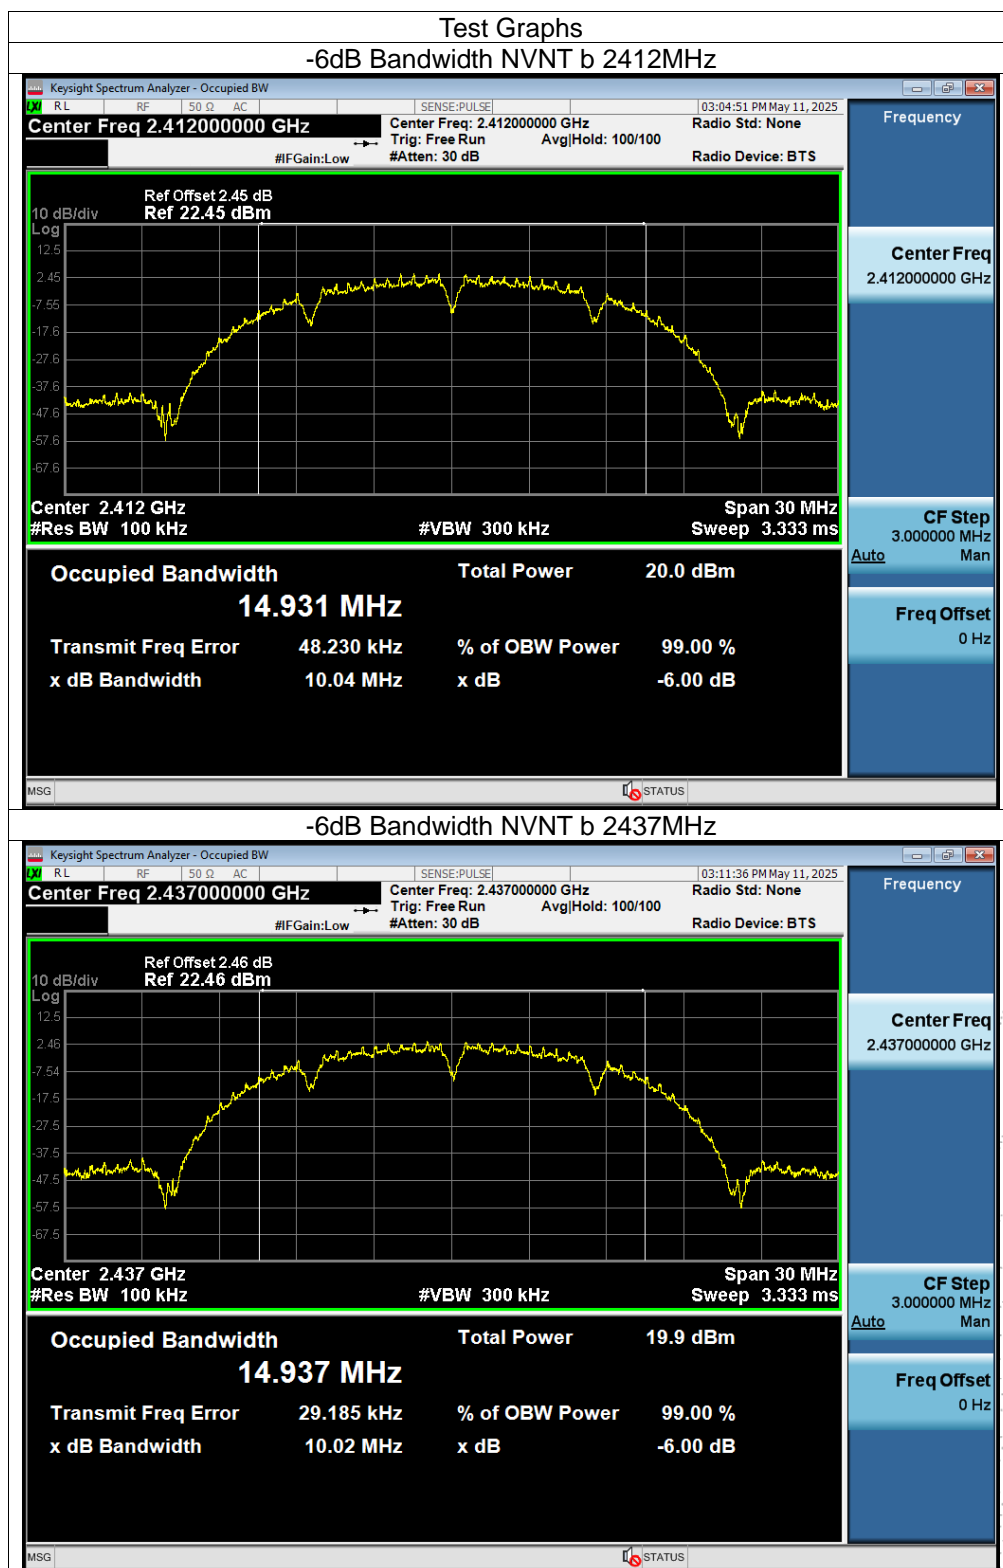 Test Graphs
-6dB Bandwidth NVNT b 2412MHz
Keysight Spectrum Analyzer - Occupied BW
LXI RL RF 50 Ω AC SENSE:PULSE 03:04:51 PM May 11, 2025
Center Freq 2.412000000 GHz Center Freq: 2.412000000 GHz Radio Std: None Frequency
Trig: Free Run Avg|Hold: 100/100
#IFGain:Low #Atten: 30 dB Radio Device: BTS
Ref Offset 2.45 dB
10 dB/div Ref 22.45 dBm
Log
12.5
2.45
-7.55
-17.6
-27.6
-37.6
-47.6
-57.6
-67.6
Center 2.412 GHz Span 30 MHz
#Res BW 100 kHz #VBW 300 kHz Sweep 3.333 ms
Occupied Bandwidth Total Power 20.0 dBm
14.931 MHz
Transmit Freq Error 48.230 kHz % of OBW Power 99.00 %
x dB Bandwidth 10.04 MHz x dB -6.00 dB
Center Freq
2.412000000 GHz
CF Step
3.000000 MHz
Auto Man
Freq Offset
0 Hz
MSG STATUS
-6dB Bandwidth NVNT b 2437MHz
Keysight Spectrum Analyzer - Occupied BW
LXI RL RF 50 Ω AC SENSE:PULSE 03:11:36 PM May 11, 2025
Center Freq 2.437000000 GHz Center Freq: 2.437000000 GHz Radio Std: None Frequency
Trig: Free Run Avg|Hold: 100/100
#IFGain:Low #Atten: 30 dB Radio Device: BTS
Ref Offset 2.46 dB
10 dB/div Ref 22.46 dBm
Log
12.5
2.46
-7.54
-17.5
-27.5
-37.5
-47.5
-57.5
-67.5
Center 2.437 GHz Span 30 MHz
#Res BW 100 kHz #VBW 300 kHz Sweep 3.333 ms
Occupied Bandwidth Total Power 19.9 dBm
14.937 MHz
Transmit Freq Error 29.185 kHz % of OBW Power 99.00 %
x dB Bandwidth 10.02 MHz x dB -6.00 dB
Center Freq
2.437000000 GHz
CF Step
3.000000 MHz
Auto Man
Freq Offset
0 Hz
MSG STATUS